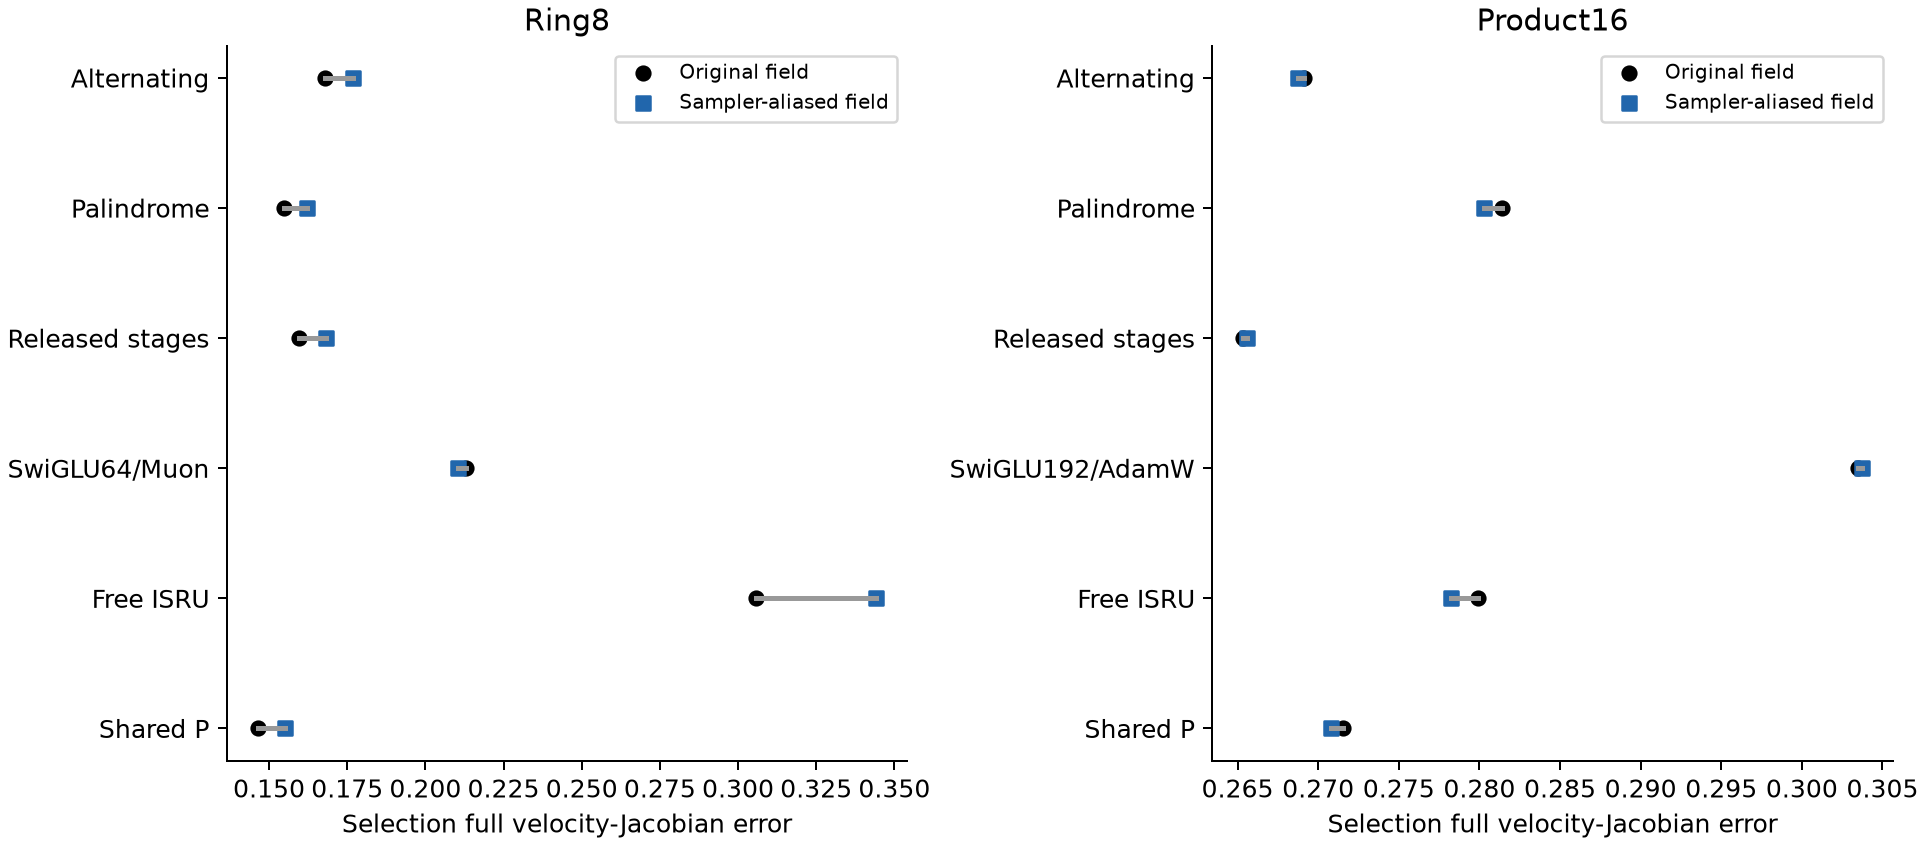 Ring8
Original field
Sampler-aliased field
Alternating
Palindrome
Released stages
SwiGLU64/Muon
Free ISRU
Shared P
0.150 0.175 0.200 0.225 0.250 0.275 0.300 0.325 0.350
Selection full velocity-Jacobian error
Product16
Original field
Sampler-aliased field
Alternating
Palindrome
Released stages
SwiGLU192/AdamW
Free ISRU
Shared P
0.265 0.270 0.275 0.280 0.285 0.290 0.295 0.300 0.305
Selection full velocity-Jacobian error